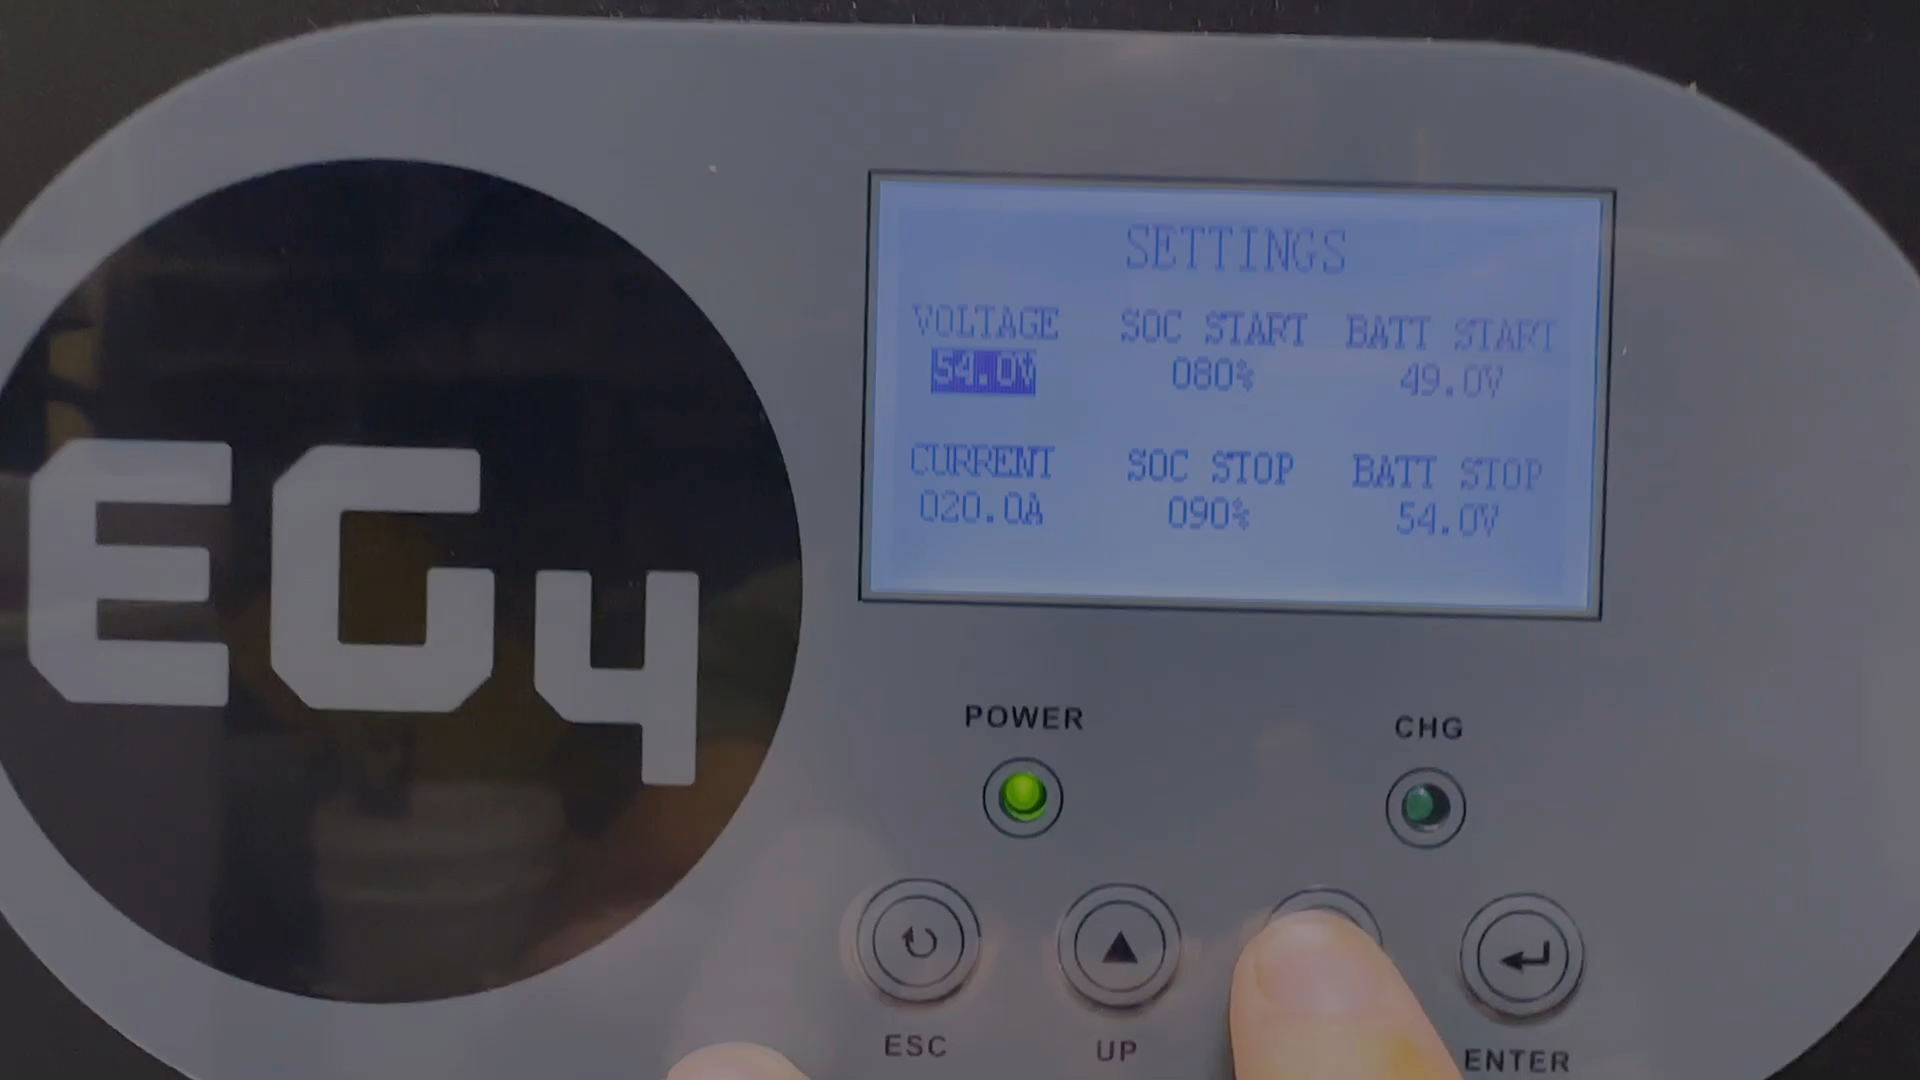 EG4
SETTINGS
VOLTAGE SOC START BATT START
54.0V 080% 49.0V
CURRENT SOC STOP BATT STOP
020.0A 090% 54.0V
POWER CHG
ESC UP ENTER